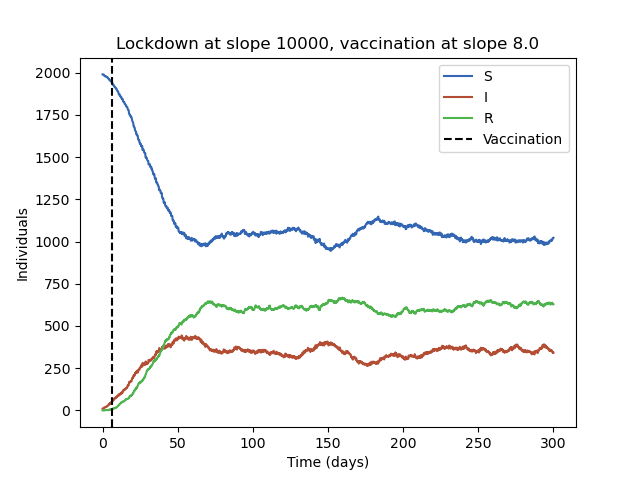 Lockdown at slope 10000, vaccination at slope 8.0
2000
1750
1500
1250
1000
750
500
250
0
Individuals
S
I
R
Vaccination
0 50 100 150 200 250 300
Time (days)